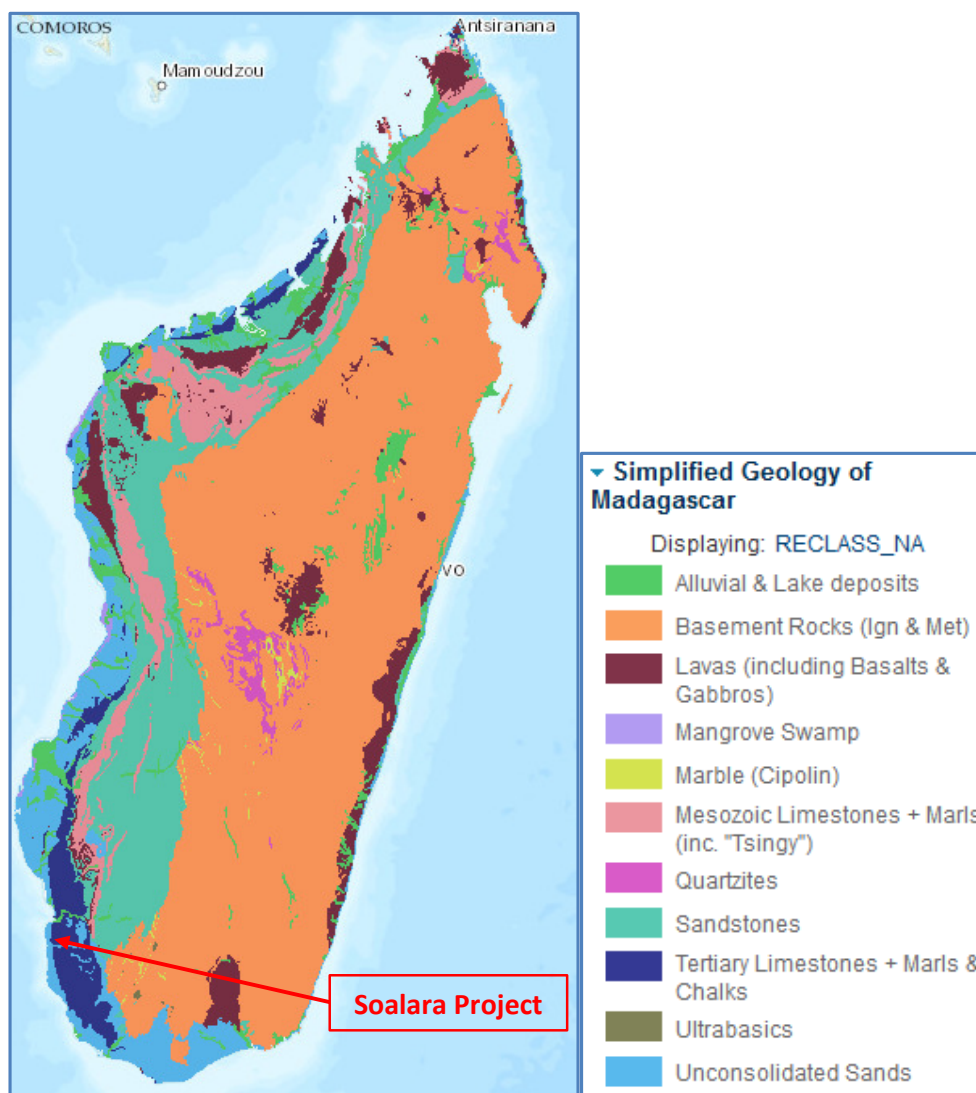 COMOROS
Antsiranana
Mamoudzou
vo
Soalara Project
Simplified Geology of
Madagascar
Displaying: RECLASS_NA
Alluvial & Lake deposits
Basement Rocks (Ign & Met)
Lavas (including Basalts &
Gabbros)
Mangrove Swamp
Marble (Cipolin)
Mesozoic Limestones + Marls
(inc. "Tsingy")
Quartzites
Sandstones
Tertiary Limestones + Marls &
Chalks
Ultrabasics
Unconsolidated Sands